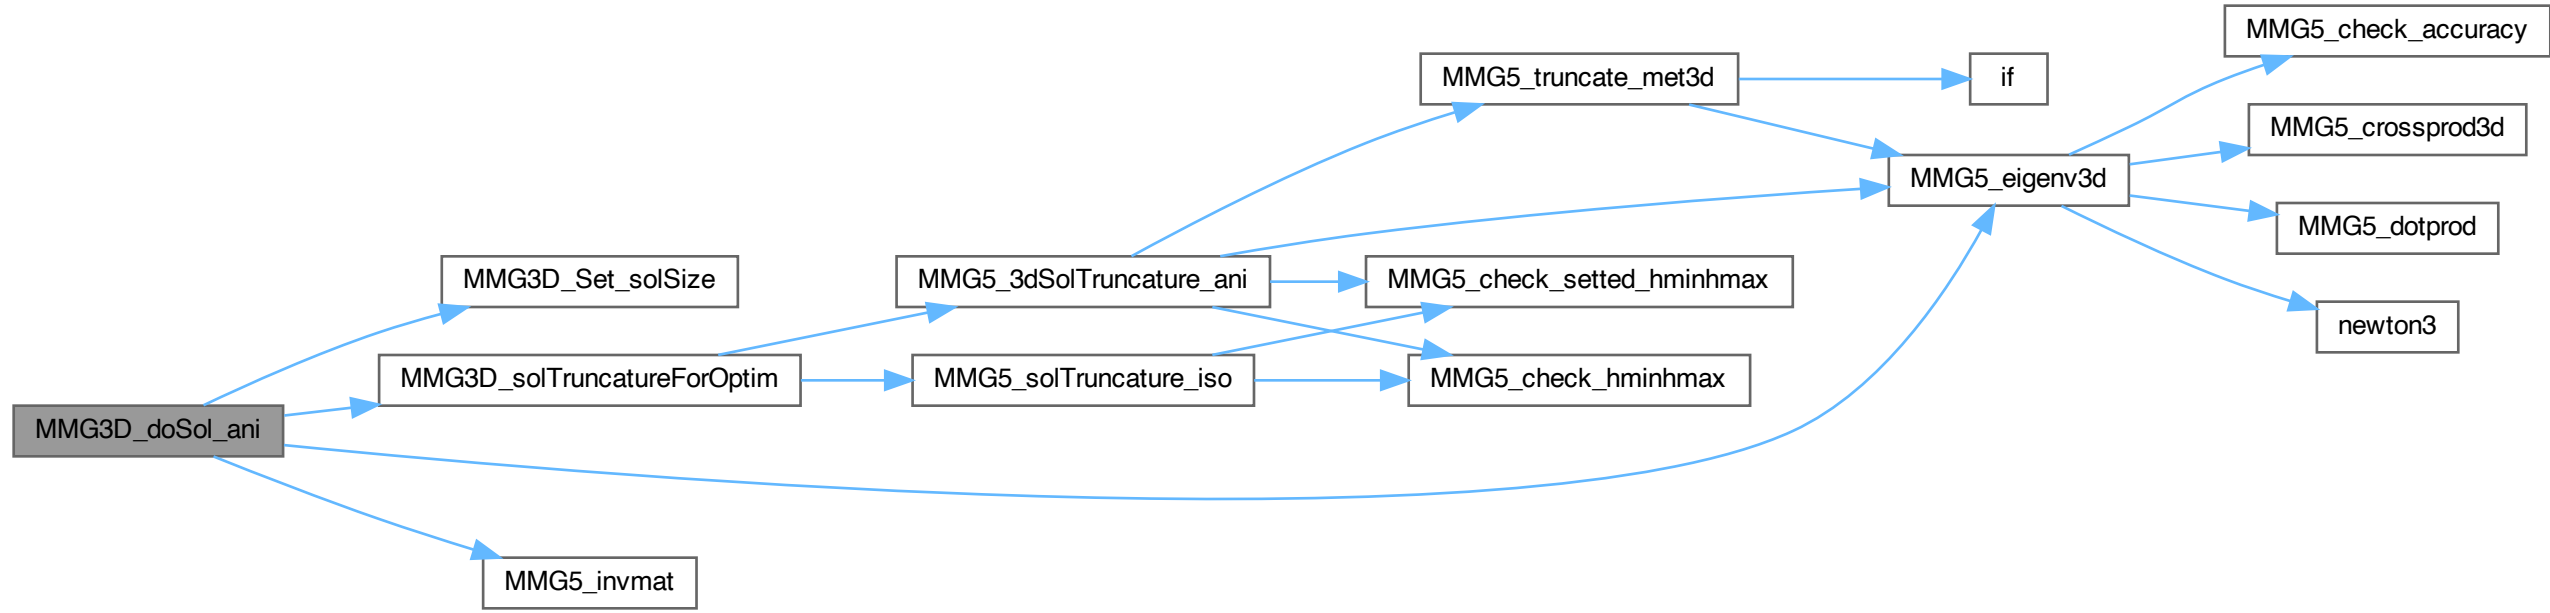 MMG3D_doSol_ani
MMG3D_Set_solSize
MMG3D_solTruncatureForOptim
MMG5_invmat
MMG5_3dSolTruncature_ani
MMG5_solTruncature_iso
MMG5_truncate_met3d
MMG5_check_setted_hminhmax
MMG5_check_hminhmax
if
MMG5_eigenv3d
MMG5_check_accuracy
MMG5_crossprod3d
MMG5_dotprod
newton3